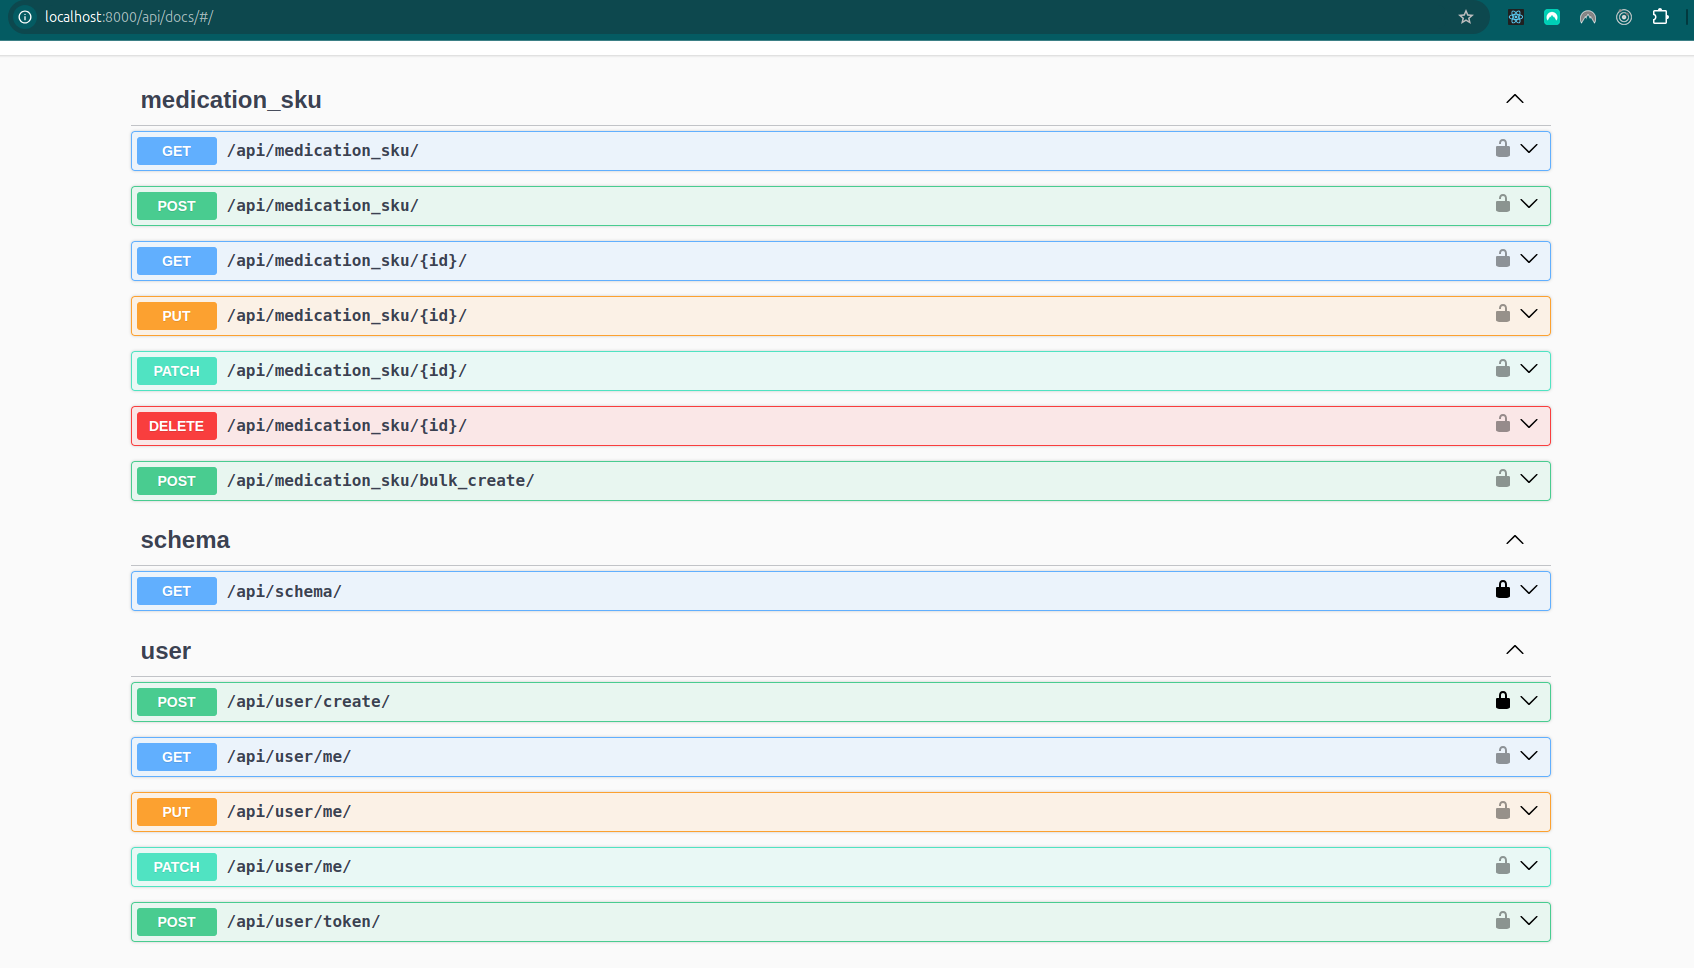 localhost:8000/api/docs/#/
medication_sku
GET /api/medication_sku/
POST /api/medication_sku/
GET /api/medication_sku/{id}/
PUT /api/medication_sku/{id}/
PATCH /api/medication_sku/{id}/
DELETE /api/medication_sku/{id}/
POST /api/medication_sku/bulk_create/
schema
GET /api/schema/
user
POST /api/user/create/
GET /api/user/me/
PUT /api/user/me/
PATCH /api/user/me/
POST /api/user/token/